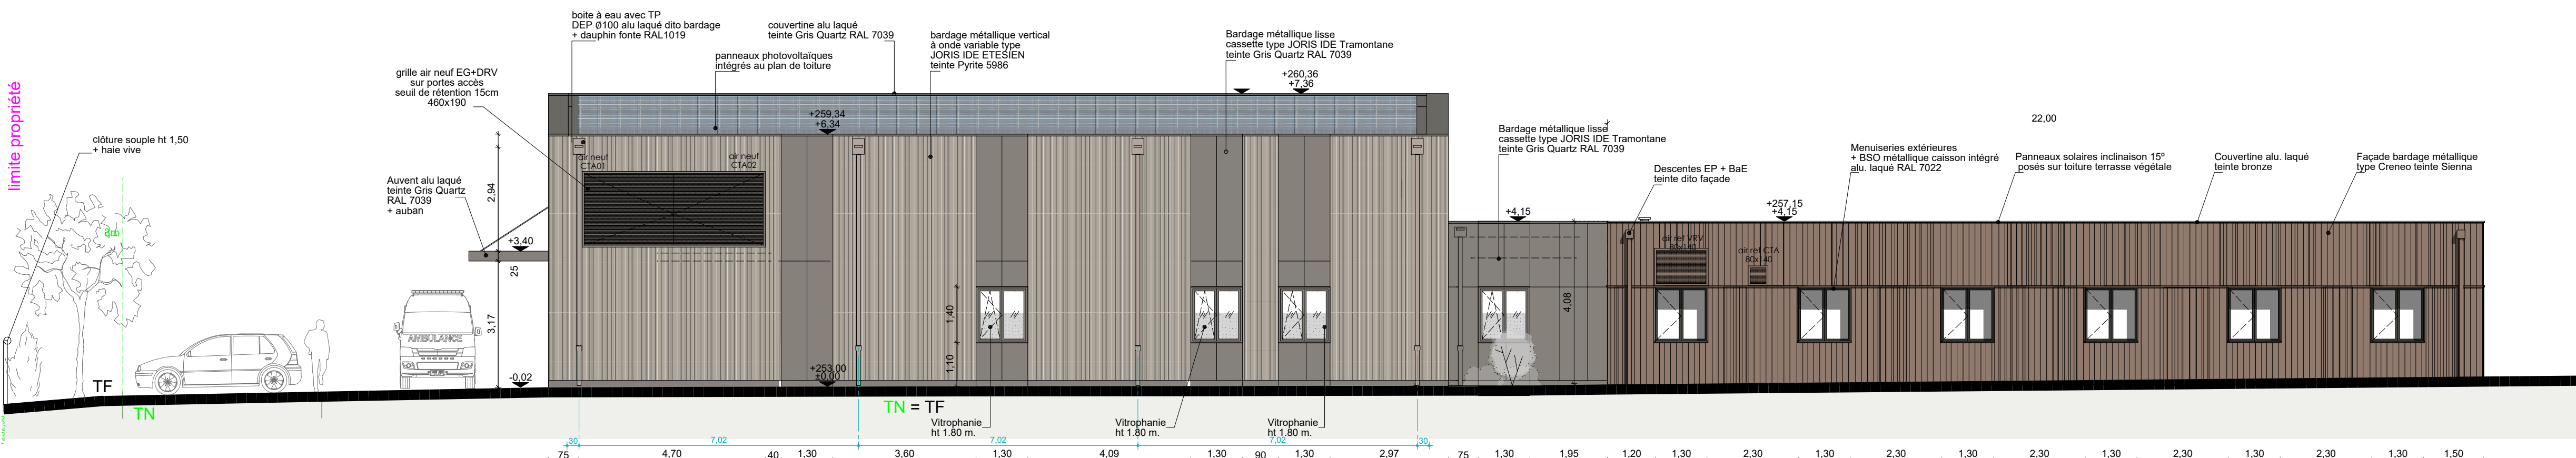 limite propriété
clôture souple ht 1,50
+ haie vive
3m
TF
TN
grille air neuf EG+DRV
sur portes accès
seuil de rétention 15cm
460x190
Auvent alu laqué
teinte Gris Quartz
RAL 7039
+ auban
AMBULANCE
boite à eau avec TP
DEP Ø100 alu laqué dito bardage
+ dauphin fonte RAL1019
panneaux photovoltaïques
intégrés au plan de toiture
couvertine alu laqué
teinte Gris Quartz RAL 7039
bardage métallique vertical
à onde variable type
JORIS IDE ETESIEN
teinte Pyrite 5986
Bardage métallique lisse
cassette type JORIS IDE Tramontane
teinte Gris Quartz RAL 7039
+260,36
+7,36
+259,34
+6,34
air neuf
CTA01
air neuf
CTA02
2,94
+3,40
25
3,17
-0,02
+253,00
±0,00
1,40
1,10
TN = TF
Vitrophanie
ht 1.80 m.
Vitrophanie
ht 1.80 m.
Vitrophanie
ht 1.80 m.
Bardage métallique lisse
cassette type JORIS IDE Tramontane
teinte Gris Quartz RAL 7039
+4,15
4,08
22,00
Descentes EP + BaE
teinte dito façade
Menuiseries extérieures
+ BSO métallique caisson intégré
alu. laqué RAL 7022
+257,15
+4,15
Panneaux solaires inclinaison 15°
posés sur toiture terrasse végétale
Couvertine alu. laqué
teinte bronze
Façade bardage métallique
type Creneo teinte Sienna
air ref VRV
80x140
air ref CTA
80x140
30 7,02 7,02 7,02 30
75 4,70 40 1,30 3,60 1,30 4,09 1,30 90 1,30 2,97 75 1,30 1,95 1,20 1,30 2,30 1,30 2,30 1,30 2,30 1,30 2,30 1,30 2,30 1,30 1,50